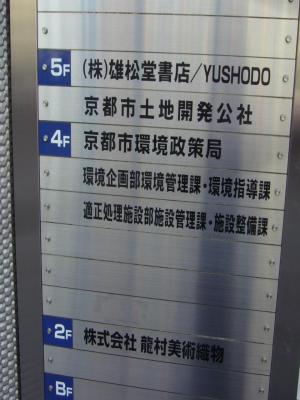 5F (株)雄松堂書店/YUSHODO
京都市土地開発公社
4F 京都市環境政策局
環境企画部環境管理課・環境指導課
適正処理施設部施設管理課・施設整備課
2F 株式会社 龍村美術織物
BF